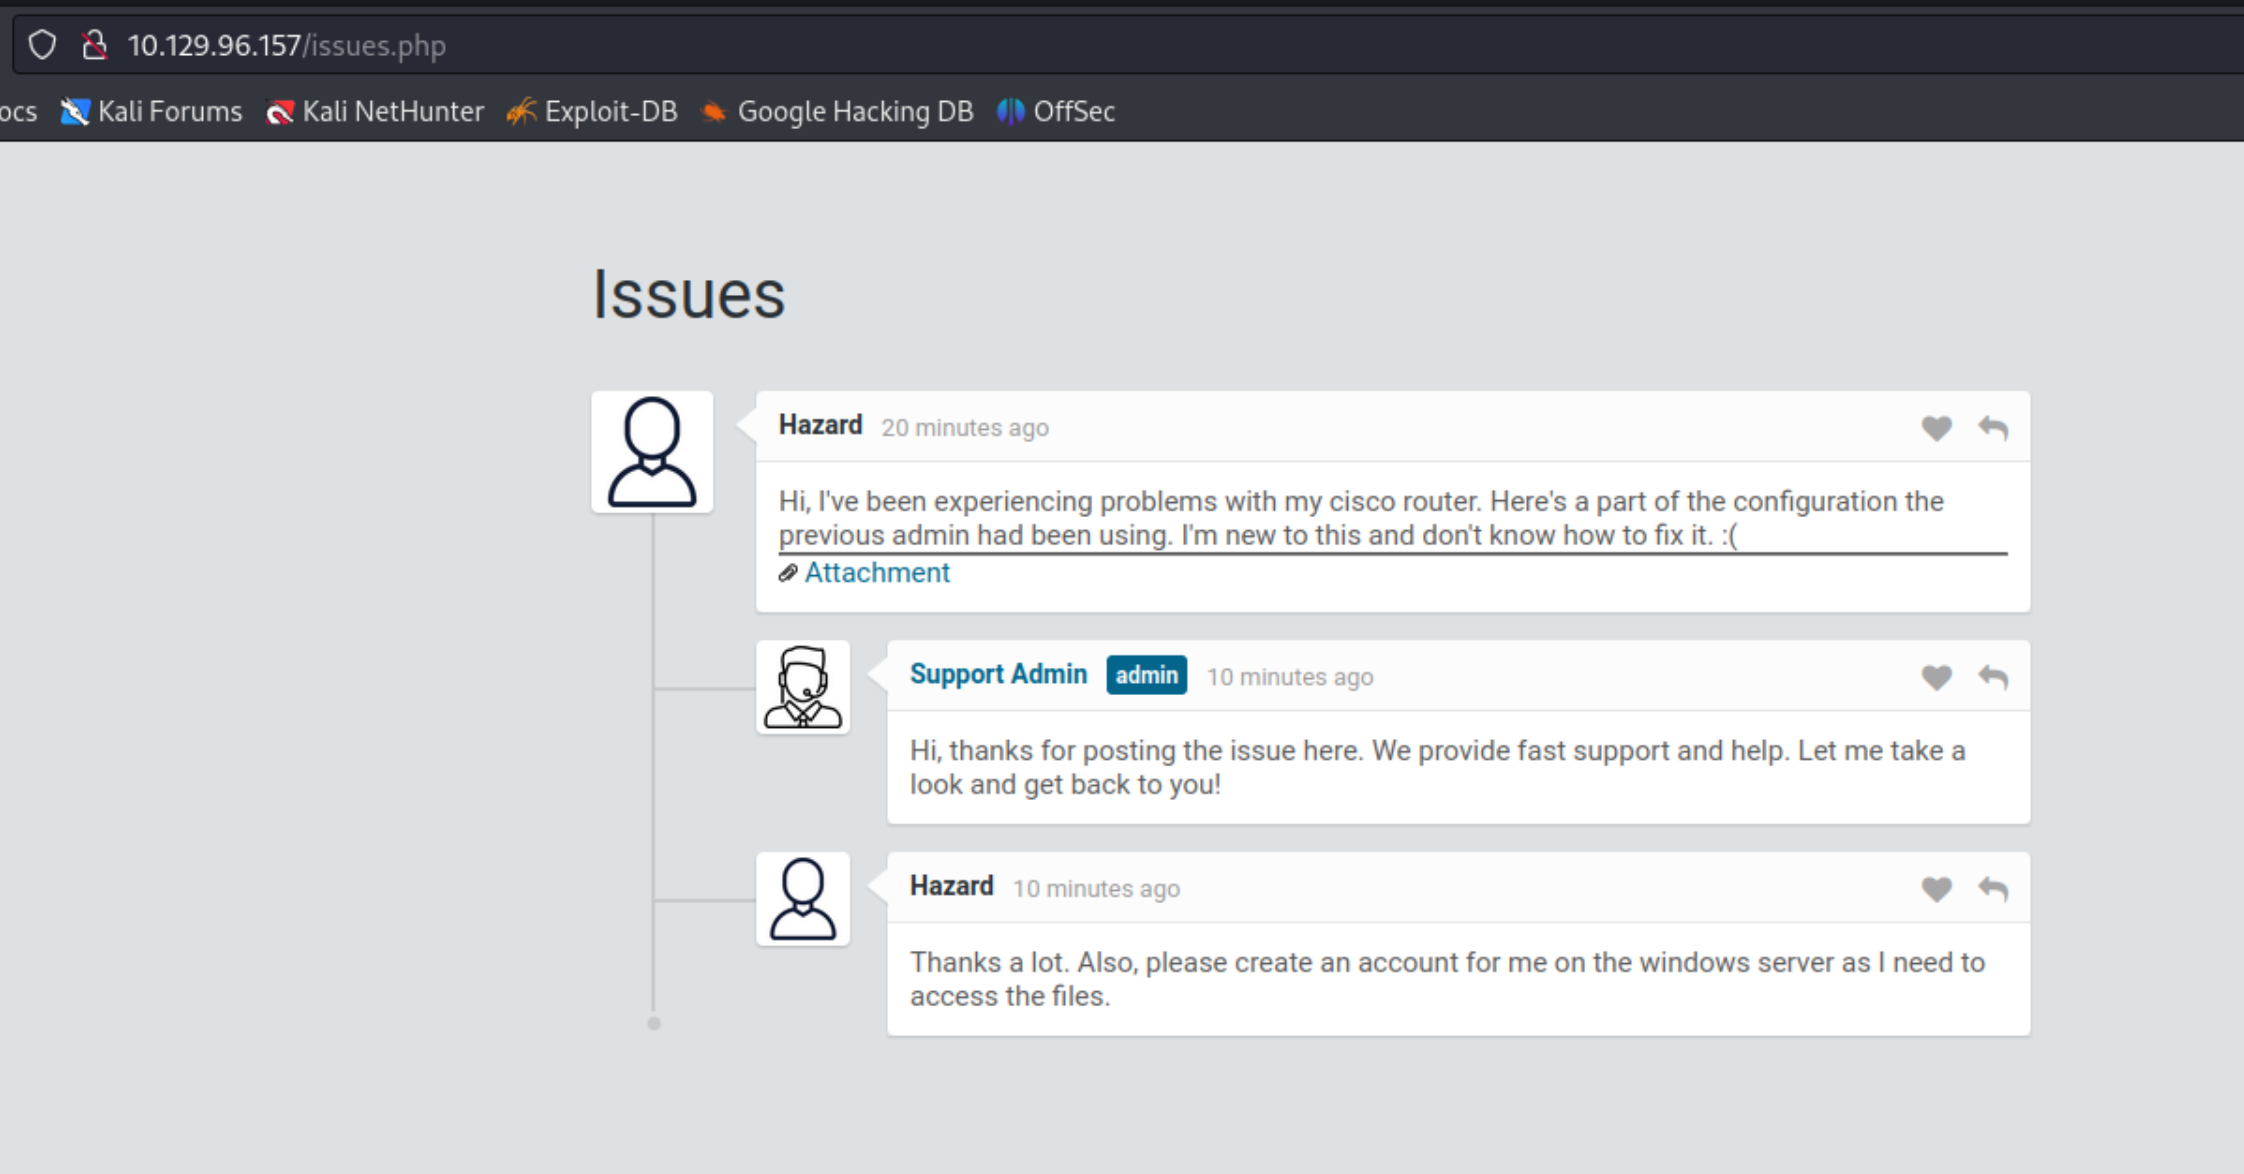 10.129.96.157/issues.php
ocs Kali Forums Kali NetHunter Exploit-DB Google Hacking DB OffSec
Issues
Hazard 20 minutes ago
Hi, I've been experiencing problems with my cisco router. Here's a part of the configuration the
previous admin had been using. I'm new to this and don't know how to fix it. :(
Attachment
Support Admin admin 10 minutes ago
Hi, thanks for posting the issue here. We provide fast support and help. Let me take a
look and get back to you!
Hazard 10 minutes ago
Thanks a lot. Also, please create an account for me on the windows server as I need to
access the files.